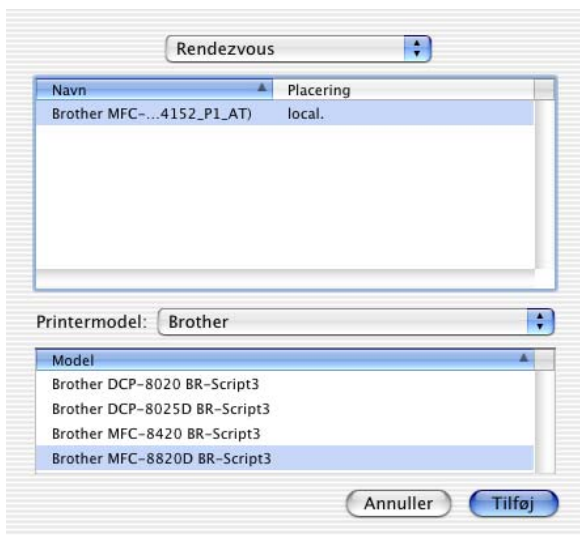 Rendezvous
Navn Placering
Brother MFC-...4152_P1_AT) local.
Printermodel: Brother
Model
Brother DCP-8020 BR-Script3
Brother DCP-8025D BR-Script3
Brother MFC-8420 BR-Script3
Brother MFC-8820D BR-Script3
Annuller Tilføj